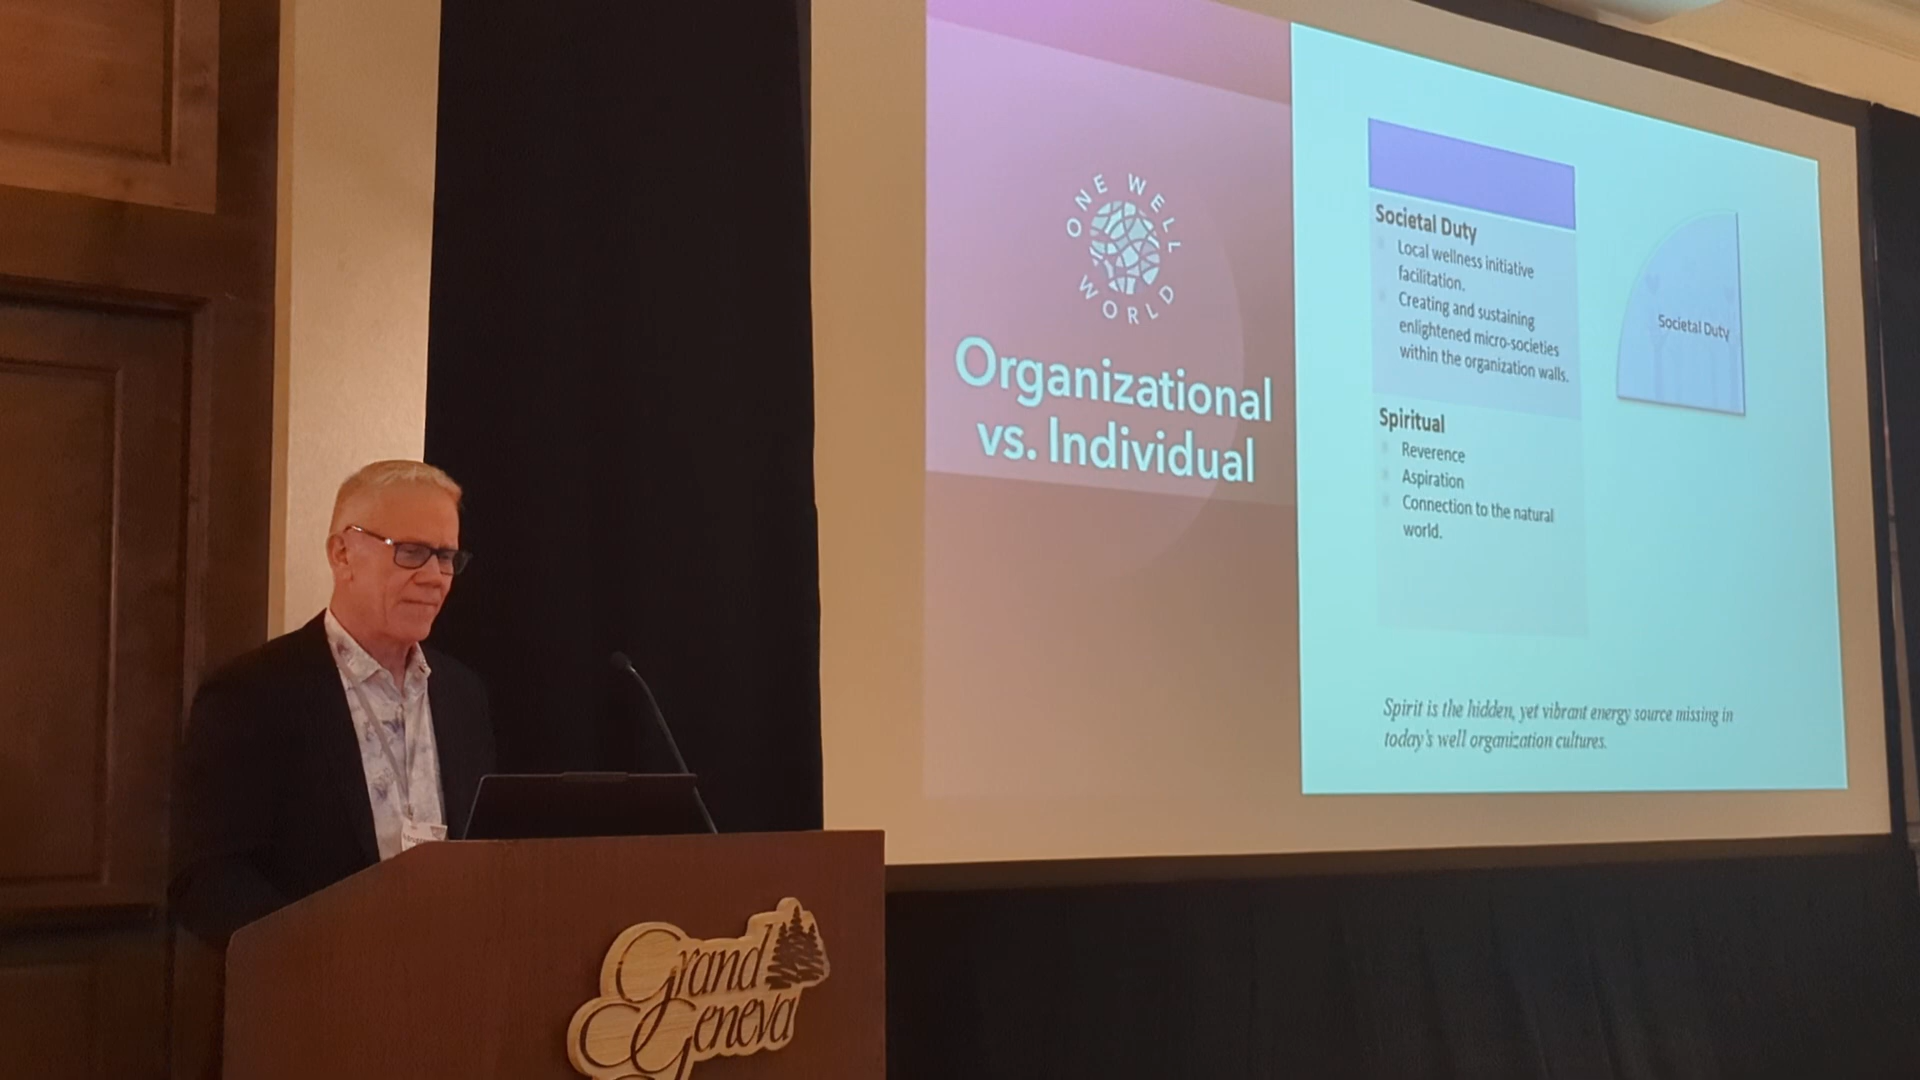 ONE WELL WORLD
Organizational
vs. Individual
Societal Duty
Local wellness initiative
facilitation.
Creating and sustaining
enlightened micro-societies
within the organization walls.
Spiritual
Reverence
Aspiration
Connection to the natural
world.
Societal Duty
Spirit is the hidden, yet vibrant energy source missing in
today's well organization cultures.
Grand
Geneva